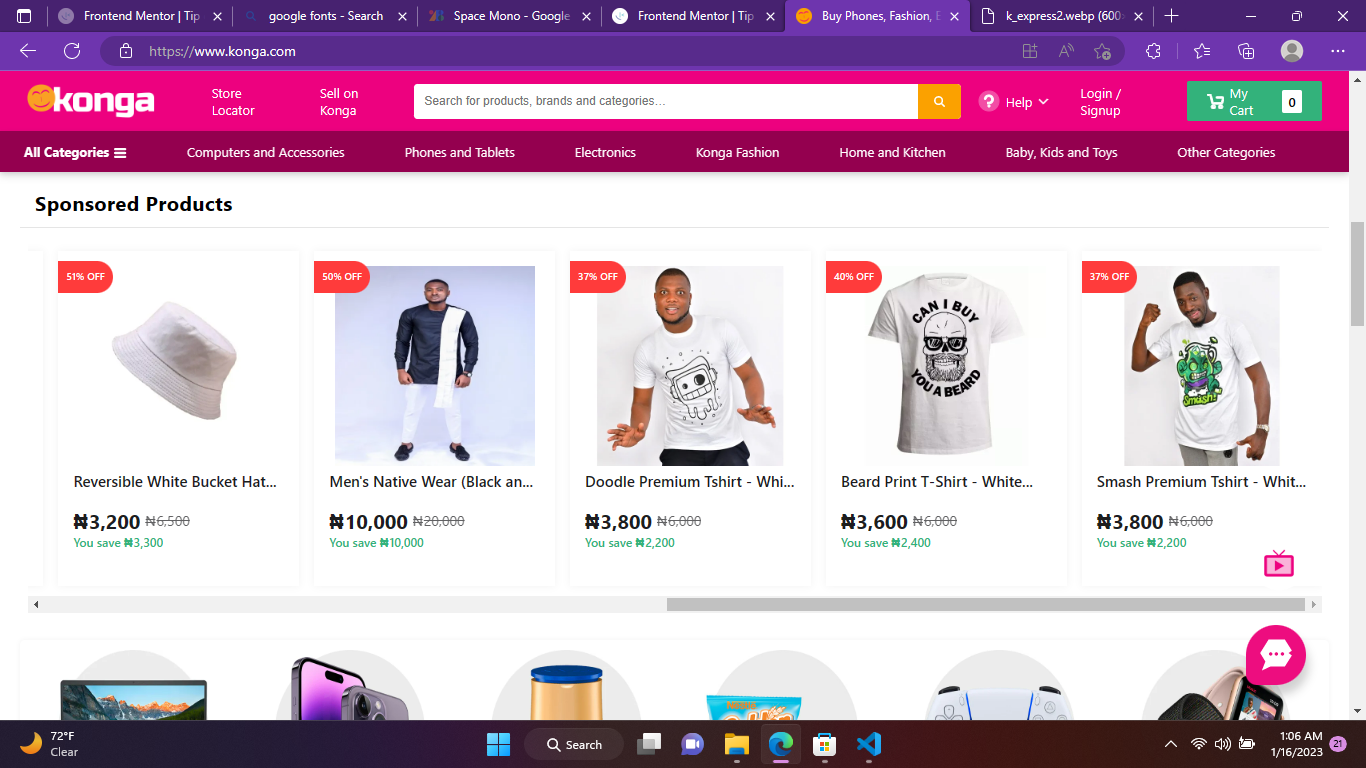 Frontend Mentor | Tip
google fonts - Search
Space Mono - Google
Frontend Mentor | Tip
Buy Phones, Fashion, E
k_express2.webp (600
https://www.konga.com
konga
Store
Locator
Sell on
Konga
Search for products, brands and categories...
? Help
Login /
Signup
My
Cart
0
All Categories
Computers and Accessories
Phones and Tablets
Electronics
Konga Fashion
Home and Kitchen
Baby, Kids and Toys
Other Categories
Sponsored Products
51% OFF
Reversible White Bucket Hat...
₦3,200 ₦6,500
You save ₦3,300
50% OFF
Men's Native Wear (Black an...
₦10,000 ₦20,000
You save ₦10,000
37% OFF
Doodle Premium Tshirt - Whi...
₦3,800 ₦6,000
You save ₦2,200
40% OFF
CAN I BUY
YOU A BEARD
Beard Print T-Shirt - White...
₦3,600 ₦6,000
You save ₦2,400
37% OFF
Smash!
Smash Premium Tshirt - Whit...
₦3,800 ₦6,000
You save ₦2,200
72°F
Clear
Search
1:06 AM
1/16/2023
21